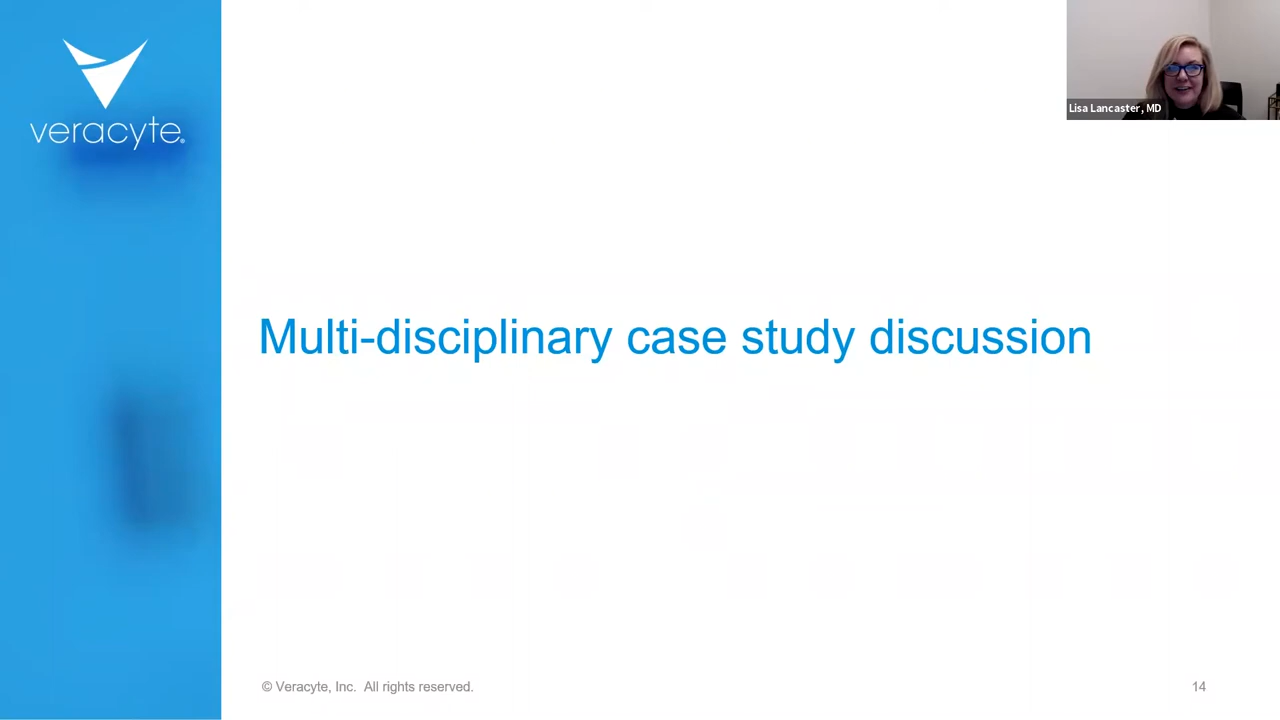 veracyte®
Lisa Lancaster, MD
Multi-disciplinary case study discussion
© Veracyte, Inc. All rights reserved.
14